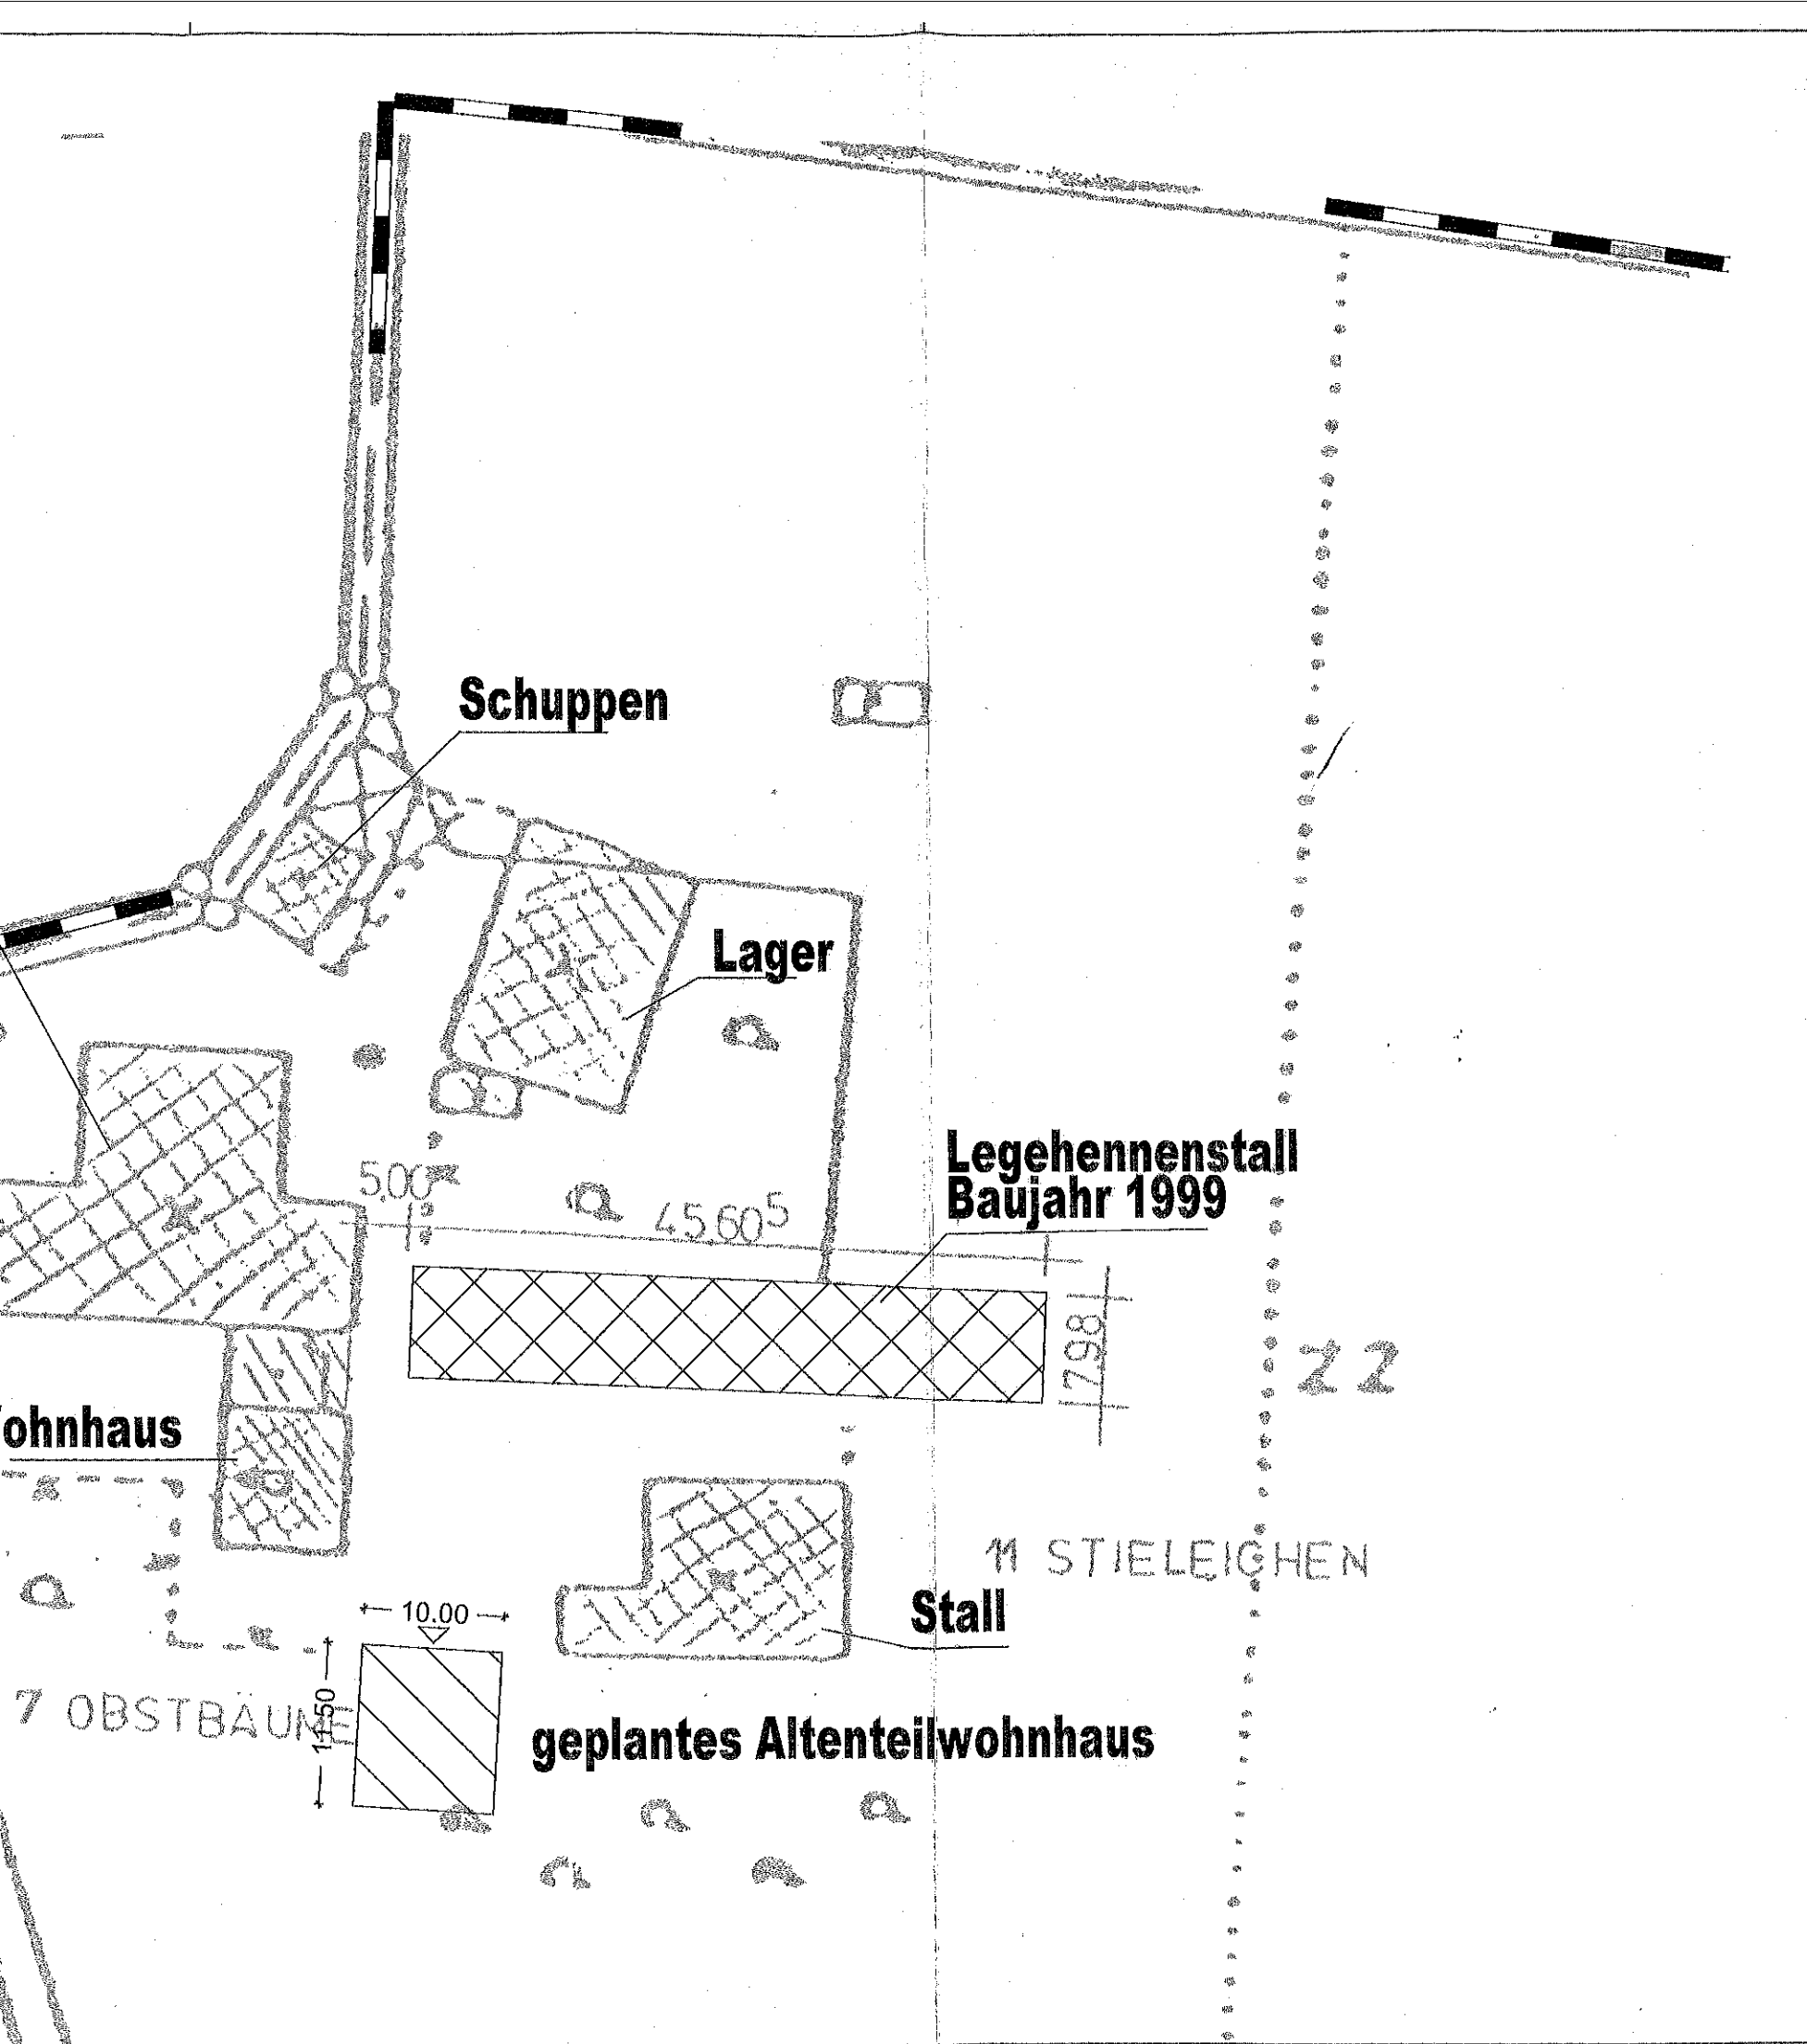 Schuppen
Lager
Legehennenstall
Baujahr 1999
5.00
45.60⁵
7.98
22
ohnhaus
11 STIELEICHEN
Stall
10.00
11.50
7 OBSTBÄUME
geplantes Altenteilwohnhaus